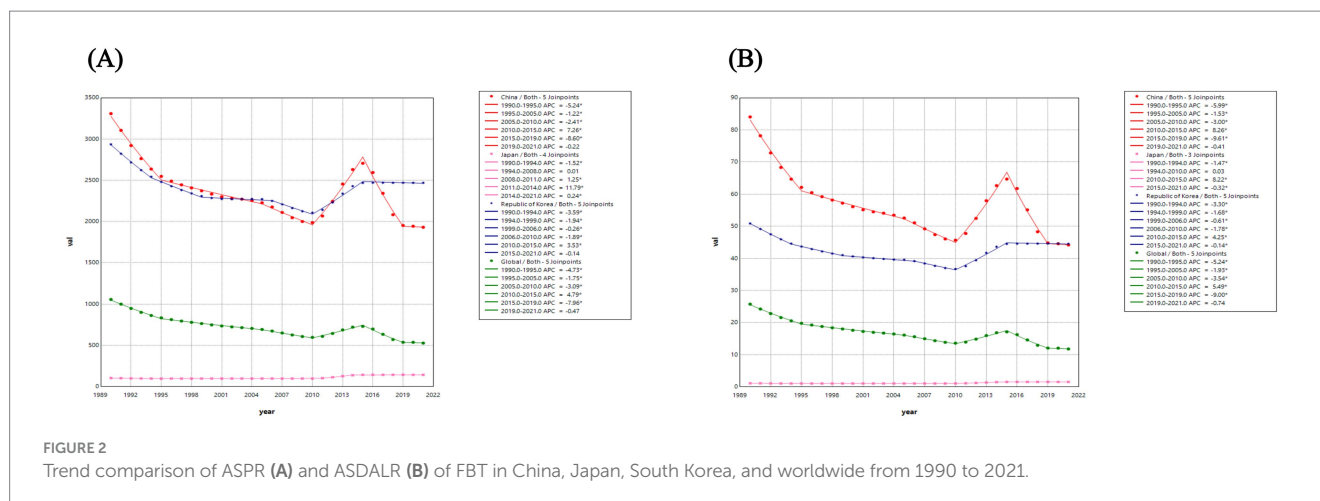 (A)
3500
3000
2500
2000
1500
1000
500
0
val
1989
1992
1995
1998
2001
2004
2007
2010
2013
2016
2019
2022
year
China / Both - 5 Joinpoints
1990.0-1995.0 APC = -5.24*
1995.0-2005.0 APC = -1.22*
2005.0-2010.0 APC = -2.41*
2010.0-2015.0 APC = 7.26*
2015.0-2019.0 APC = -8.60*
2019.0-2021.0 APC = -0.22
Japan / Both - 4 Joinpoints
1990.0-1994.0 APC = -1.52*
1994.0-2008.0 APC = 0.01
2008.0-2011.0 APC = 1.25*
2011.0-2014.0 APC = 11.79*
2014.0-2021.0 APC = 0.24*
Republic of Korea / Both - 5 Joinpoints
1990.0-1994.0 APC = -3.59*
1994.0-1999.0 APC = -1.94*
1999.0-2006.0 APC = -0.26*
2006.0-2010.0 APC = -1.89*
2010.0-2015.0 APC = 3.53*
2015.0-2021.0 APC = -0.14
Global / Both - 5 Joinpoints
1990.0-1995.0 APC = -4.73*
1995.0-2005.0 APC = -1.75*
2005.0-2010.0 APC = -3.09*
2010.0-2015.0 APC = 4.79*
2015.0-2019.0 APC = -7.96*
2019.0-2021.0 APC = -0.47
(B)
90
80
70
60
50
40
30
20
10
0
val
1989
1992
1995
1998
2001
2004
2007
2010
2013
2016
2019
2022
year
China / Both - 5 Joinpoints
1990.0-1995.0 APC = -5.99*
1995.0-2005.0 APC = -1.53*
2005.0-2010.0 APC = -3.00*
2010.0-2015.0 APC = 8.26*
2015.0-2019.0 APC = -9.61*
2019.0-2021.0 APC = -0.41
Japan / Both - 3 Joinpoints
1990.0-1994.0 APC = -1.47*
1994.0-2010.0 APC = 0.03
2010.0-2015.0 APC = 8.22*
2015.0-2021.0 APC = -0.32*
Republic of Korea / Both - 5 Joinpoints
1990.0-1994.0 APC = -3.30*
1994.0-1999.0 APC = -1.68*
1999.0-2006.0 APC = -0.61*
2006.0-2010.0 APC = -1.78*
2010.0-2015.0 APC = 4.25*
2015.0-2021.0 APC = -0.14*
Global / Both - 5 Joinpoints
1990.0-1995.0 APC = -5.24*
1995.0-2005.0 APC = -1.93*
2005.0-2010.0 APC = -3.54*
2010.0-2015.0 APC = 5.49*
2015.0-2019.0 APC = -9.00*
2019.0-2021.0 APC = -0.74
FIGURE 2
Trend comparison of ASPR (A) and ASDALR (B) of FBT in China, Japan, South Korea, and worldwide from 1990 to 2021.